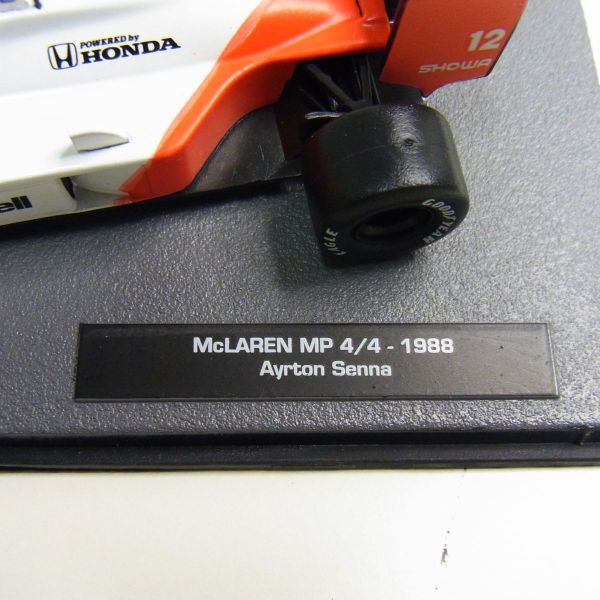 POWERED by
HONDA
12
SHOWA
ell
EAGLE
GOODYEAR
McLAREN MP 4/4 - 1988
Ayrton Senna